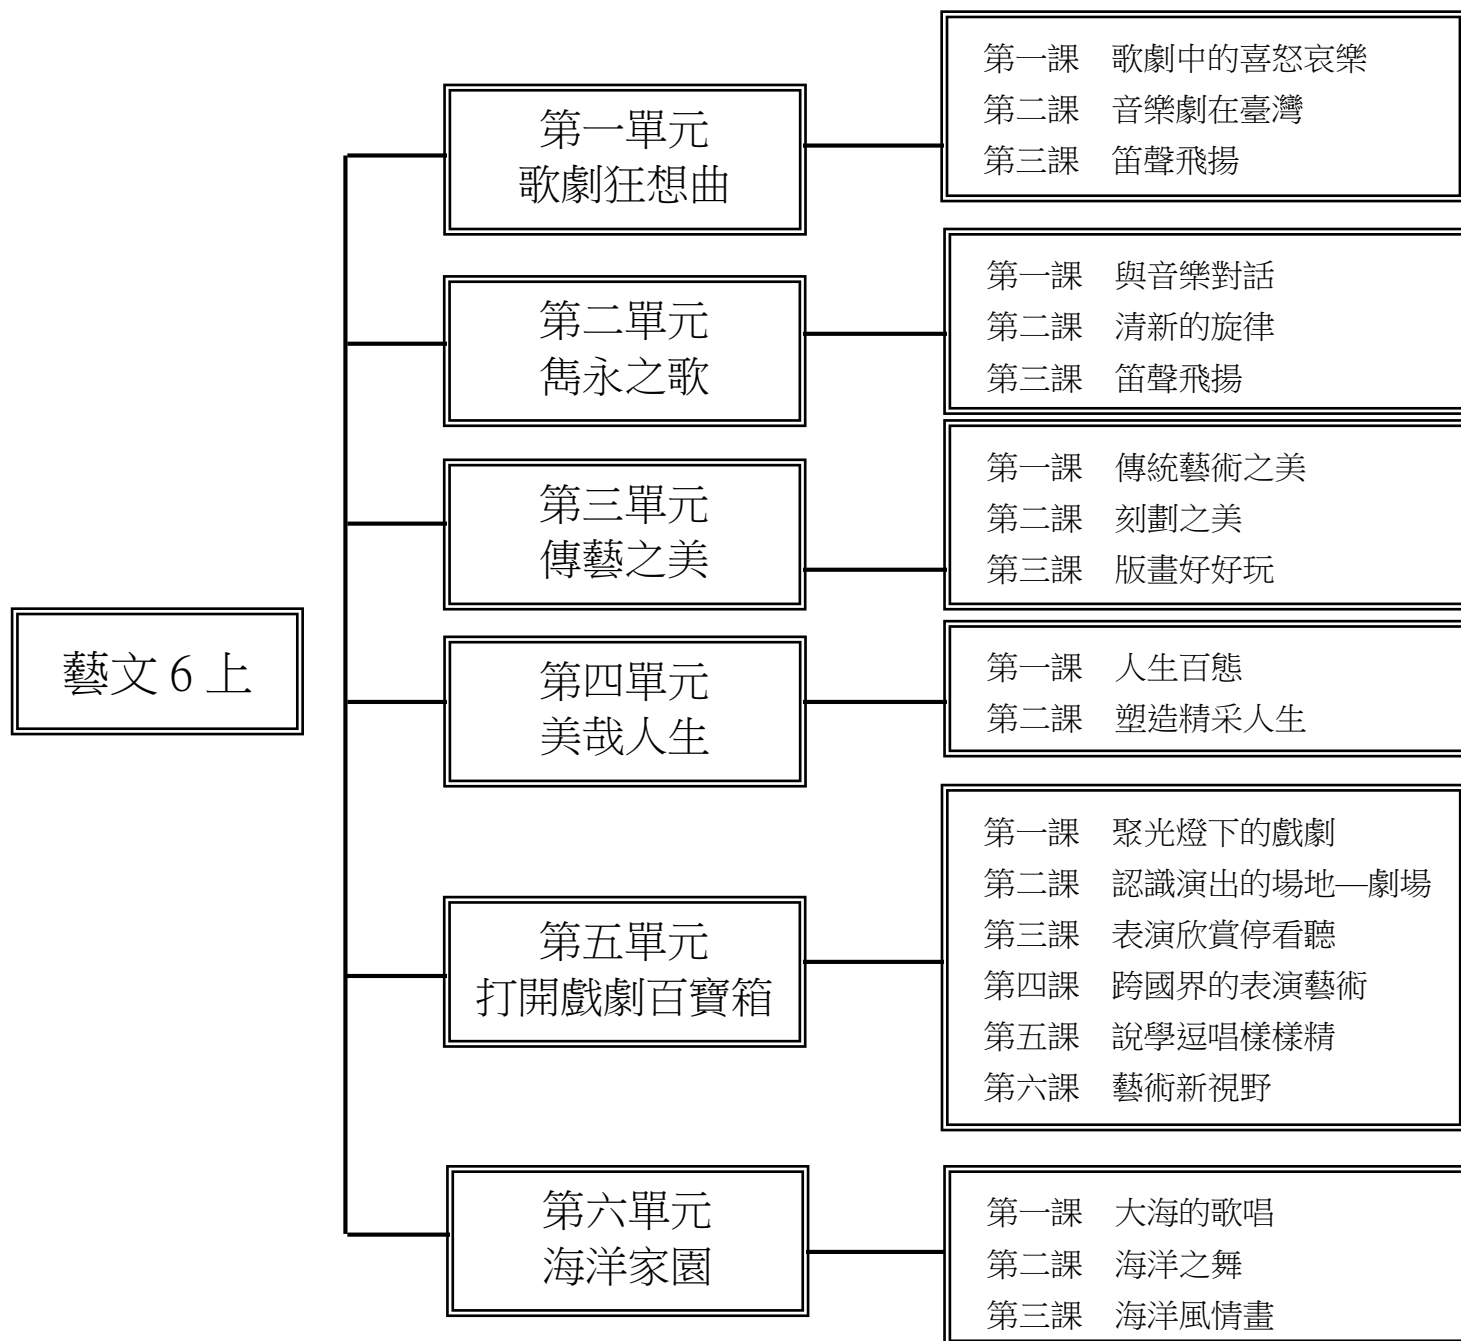 藝文6上
第一單元
歌劇狂想曲
第一課　歌劇中的喜怒哀樂
第二課　音樂劇在臺灣
第三課　笛聲飛揚
第二單元
雋永之歌
第一課　與音樂對話
第二課　清新的旋律
第三課　笛聲飛揚
第三單元
傳藝之美
第一課　傳統藝術之美
第二課　刻劃之美
第三課　版畫好好玩
第四單元
美哉人生
第一課　人生百態
第二課　塑造精采人生
第五單元
打開戲劇百寶箱
第一課　聚光燈下的戲劇
第二課　認識演出的場地—劇場
第三課　表演欣賞停看聽
第四課　跨國界的表演藝術
第五課　說學逗唱樣樣精
第六課　藝術新視野
第六單元
海洋家園
第一課　大海的歌唱
第二課　海洋之舞
第三課　海洋風情畫